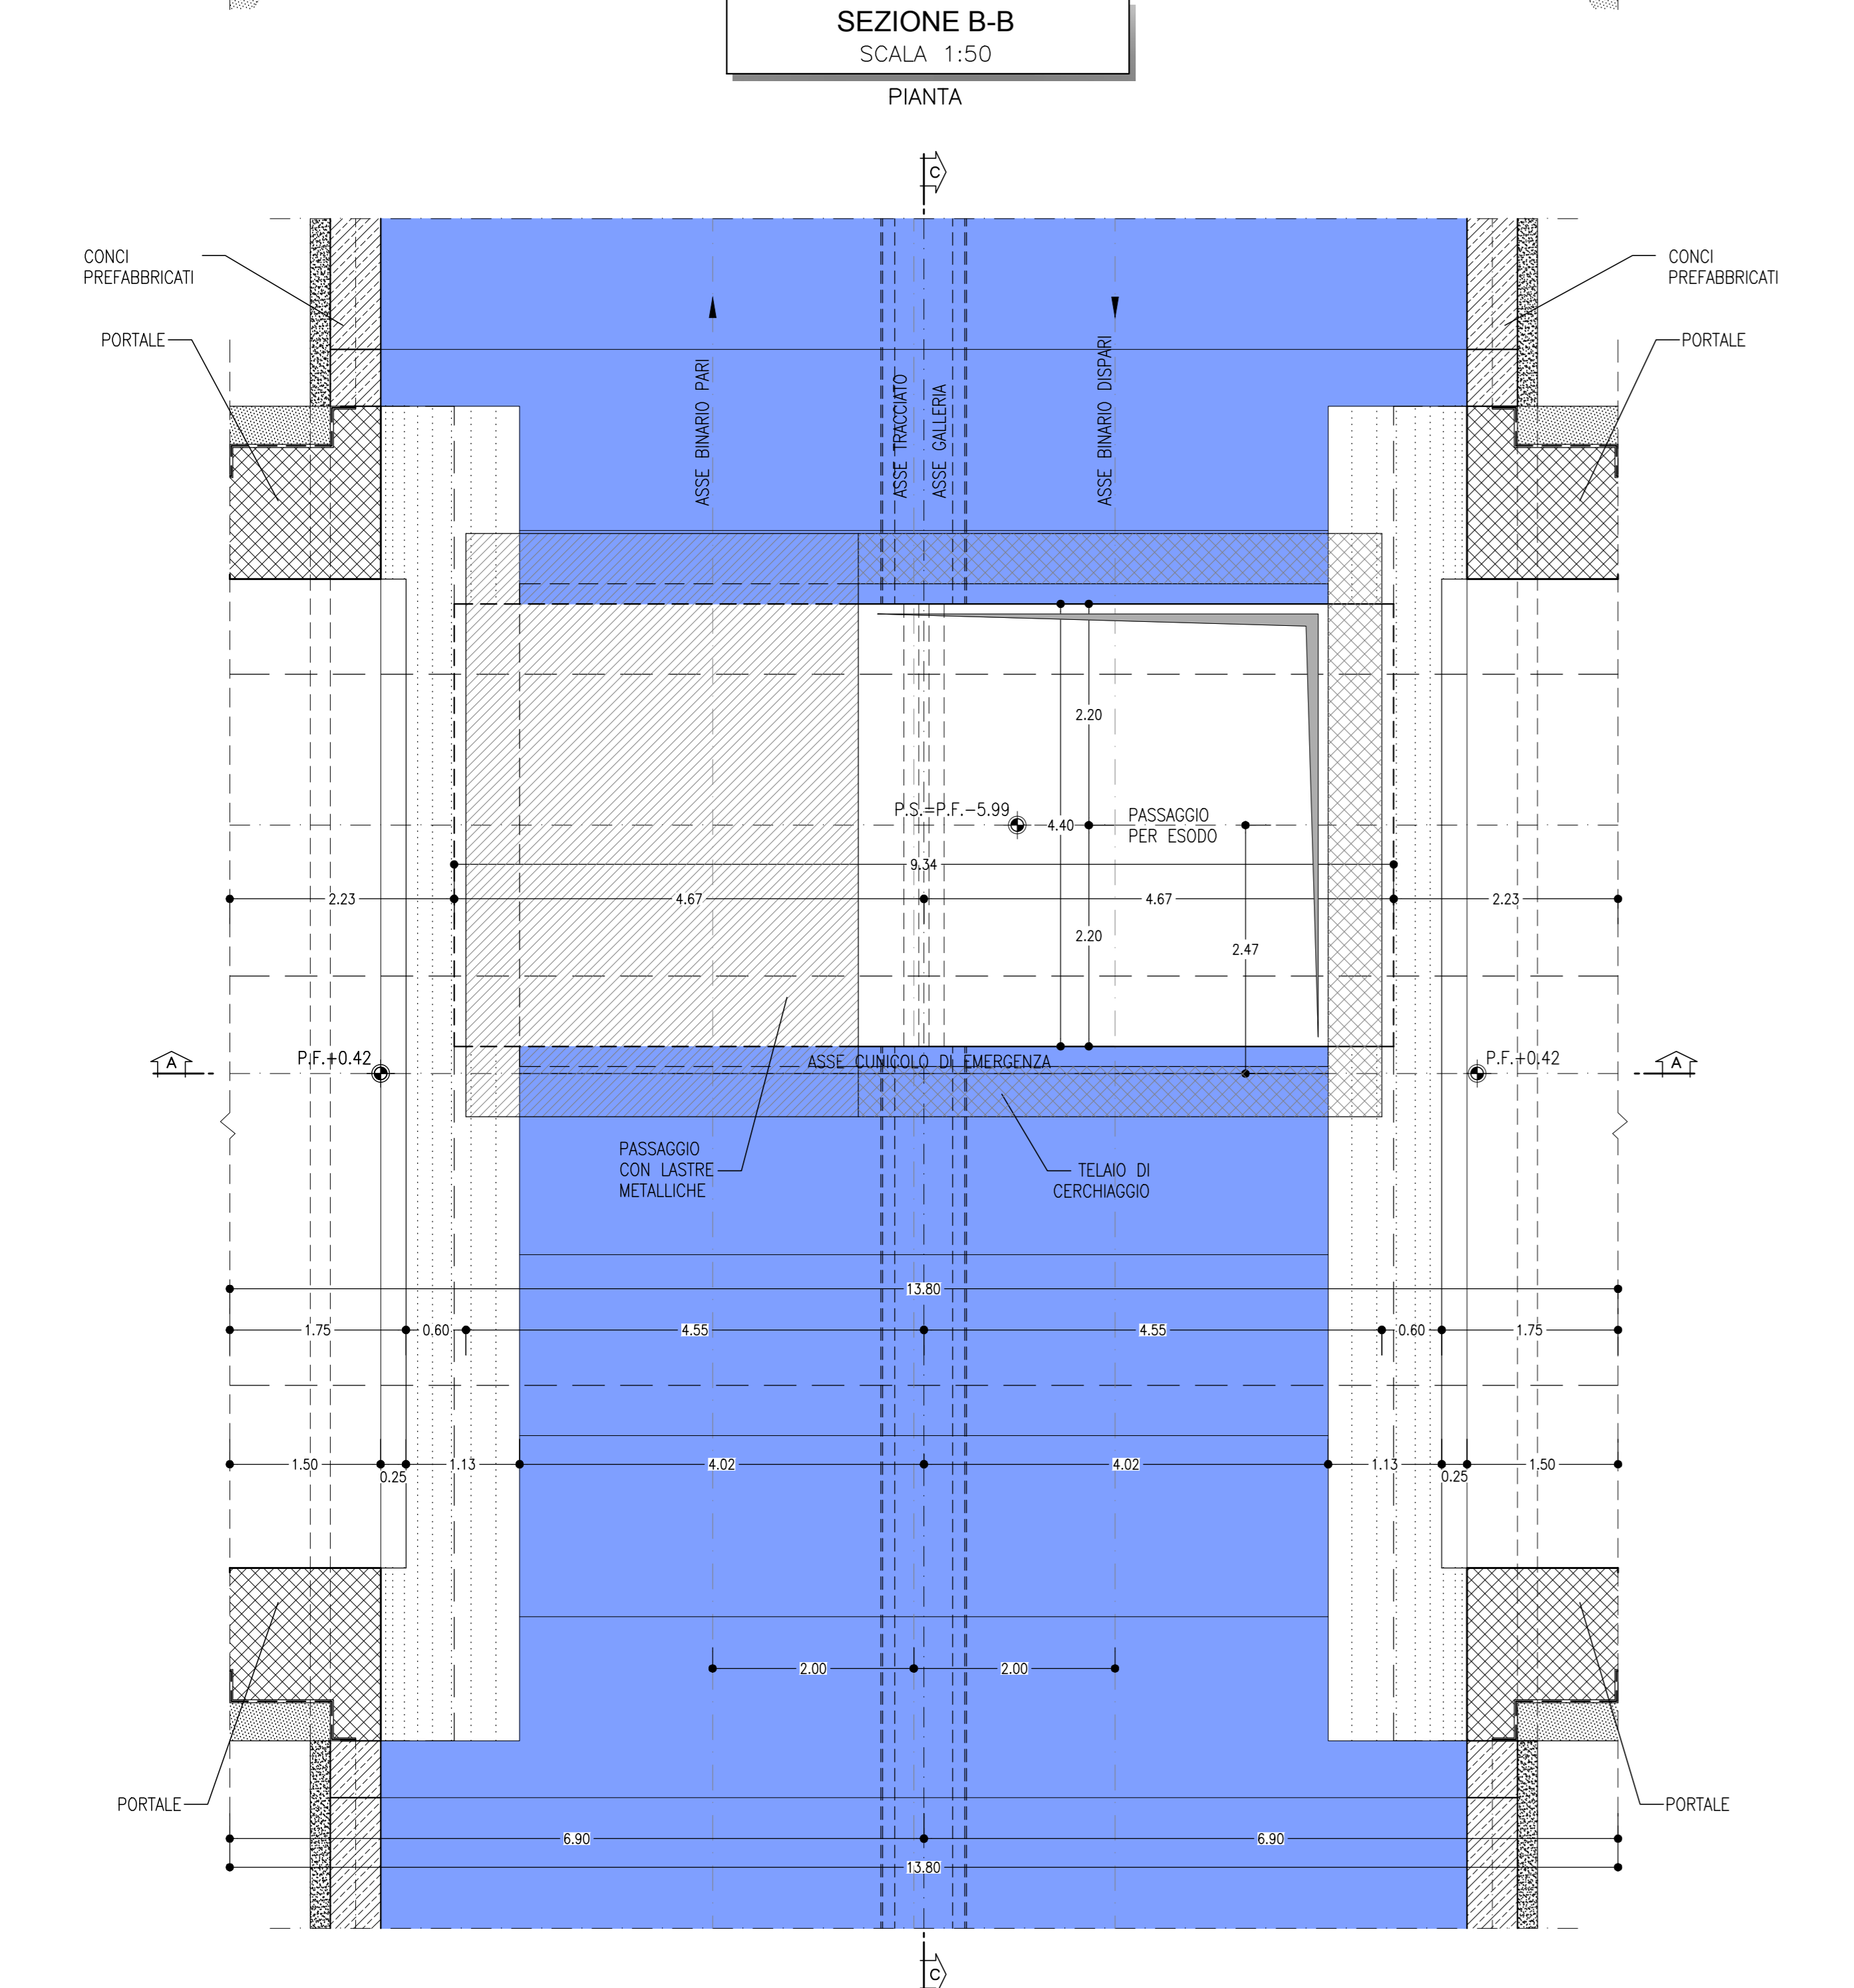 SEZIONE B-B
SCALA 1:50
PIANTA
C
CONCI
PREFABBRICATI
CONCI
PREFABBRICATI
PORTALE
PORTALE
ASSE BINARIO PARI
ASSE TRACCIATO
ASSE GALLERIA
ASSE BINARIO DISPARI
2.20
P.S.=P.F.-5.99
4.40
PASSAGGIO
PER ESODO
9.34
2.23
4.67
4.67
2.23
2.20
2.47
A
P.F.+0.42
ASSE CUNICOLO DI EMERGENZA
P.F.+0.42
A
PASSAGGIO
CON LASTRE
METALLICHE
TELAIO DI
CERCHIAGGIO
13.80
1.75
0.60
4.55
4.55
0.60
1.75
1.50
0.25
1.13
4.02
4.02
1.13
0.25
1.50
2.00
2.00
PORTALE
PORTALE
6.90
6.90
13.80
C